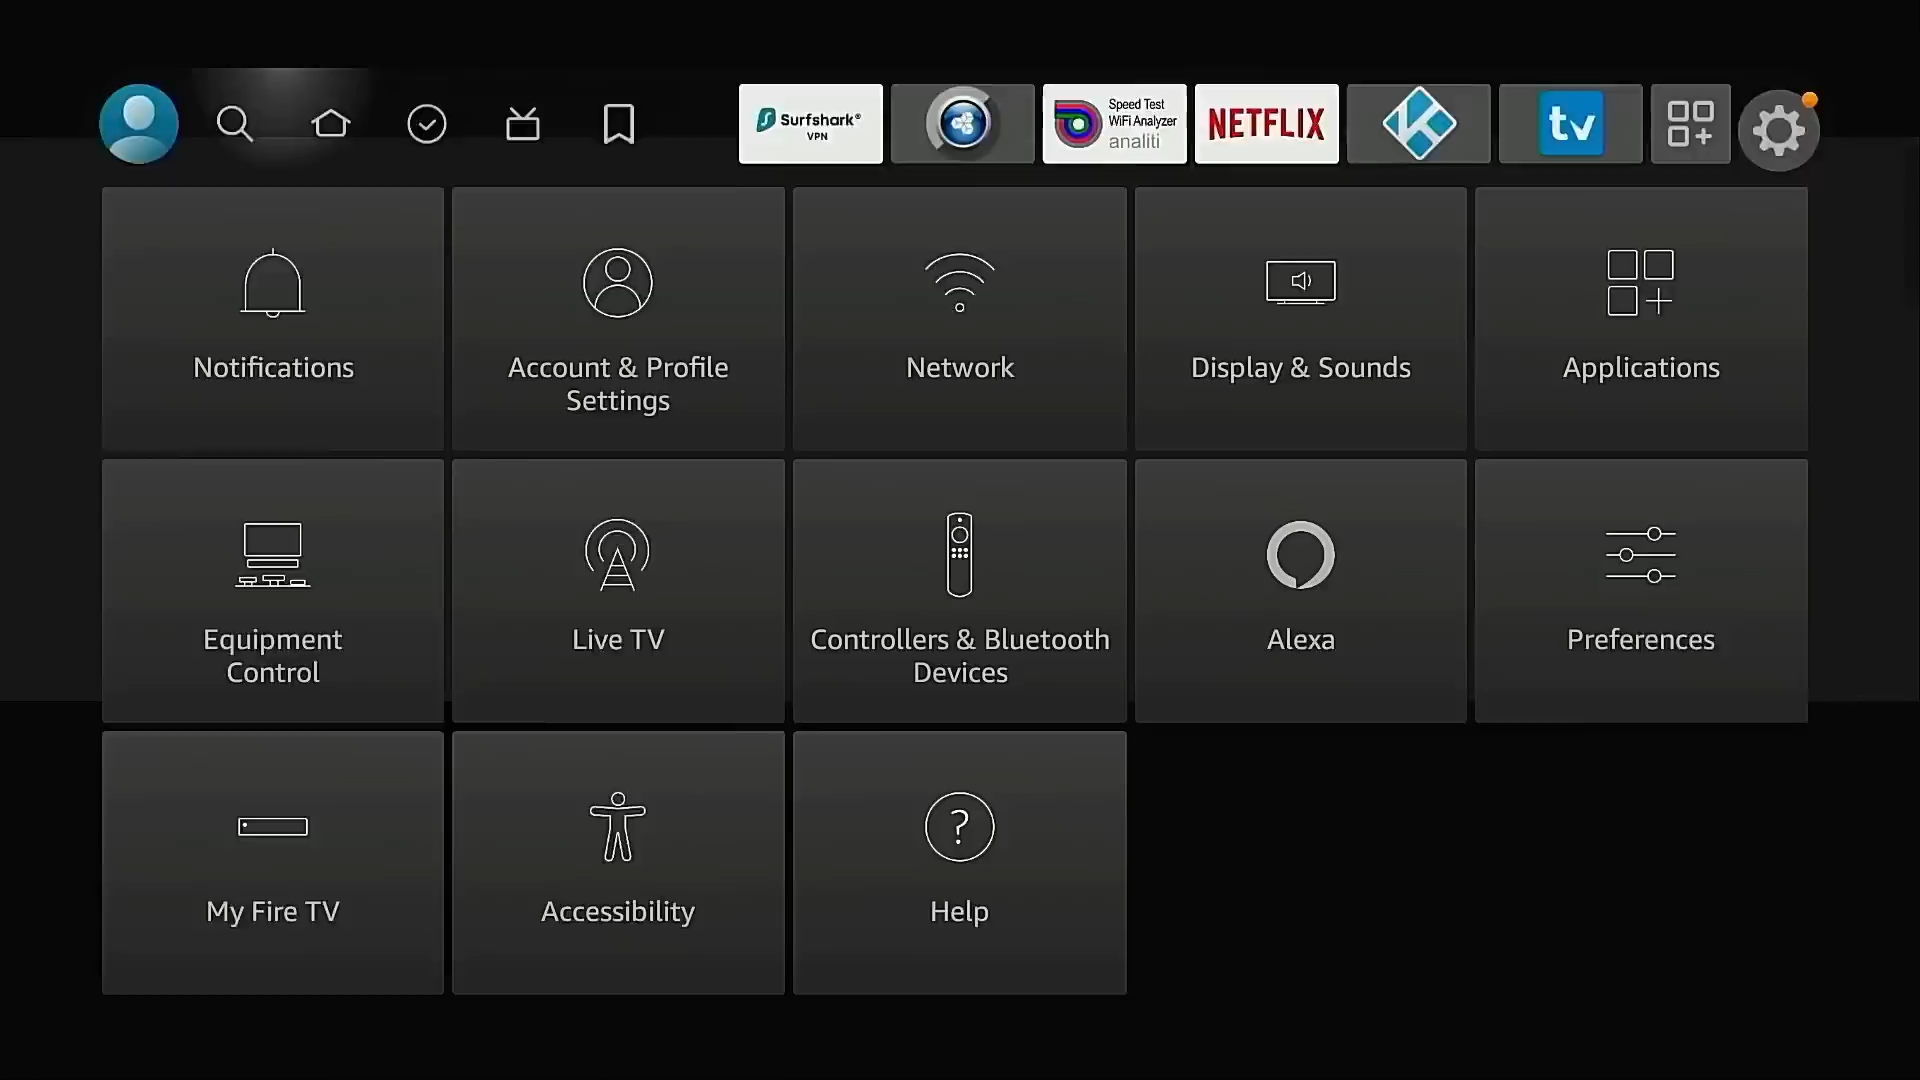 Surfshark®
VPN
Speed Test
WiFi Analyzer
analiti
NETFLIX
tv
Notifications
Account & Profile
Settings
Network
Display & Sounds
Applications
Equipment
Control
Live TV
Controllers & Bluetooth
Devices
Alexa
Preferences
My Fire TV
Accessibility
?
Help